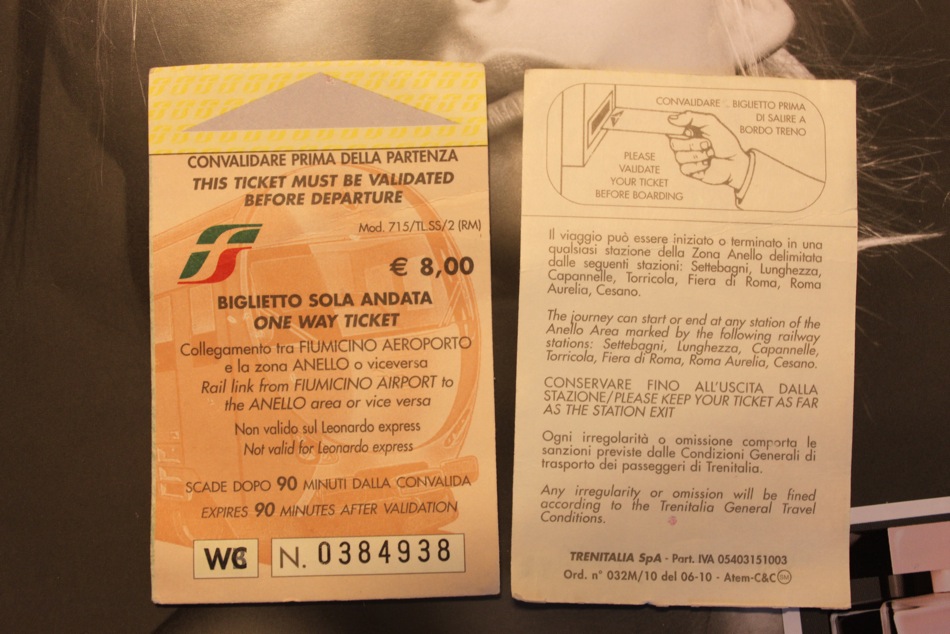 CONVALIDARE PRIMA DELLA PARTENZA
THIS TICKET MUST BE VALIDATED
BEFORE DEPARTURE
Mod. 715/TL.SS/2 (RM)
€ 8,00
BIGLIETTO SOLA ANDATA
ONE WAY TICKET
Collegamento tra FIUMICINO AEROPORTO
e la zona ANELLO o viceversa
Rail link from FIUMICINO AIRPORT to
the ANELLO area or vice versa
Non valido sul Leonardo express
Not valid for Leonardo express
SCADE DOPO 90 MINUTI DALLA CONVALIDA
EXPIRES 90 MINUTES AFTER VALIDATION
N. 0384938
CONVALIDARE BIGLIETTO PRIMA
DI SALIRE A
BORDO TRENO
PLEASE
VALIDATE
YOUR TICKET
BEFORE BOARDING
Il viaggio può essere iniziato o terminato in una
qualsiasi stazione della Zona Anello delimitata
dalle seguenti stazioni: Settebagni, Lunghezza,
Capannelle, Torricola, Fiera di Roma, Roma
Aurelia, Cesano.
The journey can start or end at any station of the
Anello Area marked by the following railway
stations: Settebagni, Lunghezza, Capannelle,
Torricola, Fiera di Roma, Roma Aurelia, Cesano.
CONSERVARE FINO ALL'USCITA DALLA
STAZIONE/PLEASE KEEP YOUR TICKET AS FAR
AS THE STATION EXIT
Ogni irregolarità o omissione comporta le
sanzioni previste dalle Condizioni Generali di
trasporto dei passeggeri di Trenitalia.
Any irregularity or omission will be fined
according to the Trenitalia General Travel
Conditions.
TRENITALIA SpA - Part. IVA 05403151003
Ord. n° 032M/10 del 06-10 - Atem-C&C